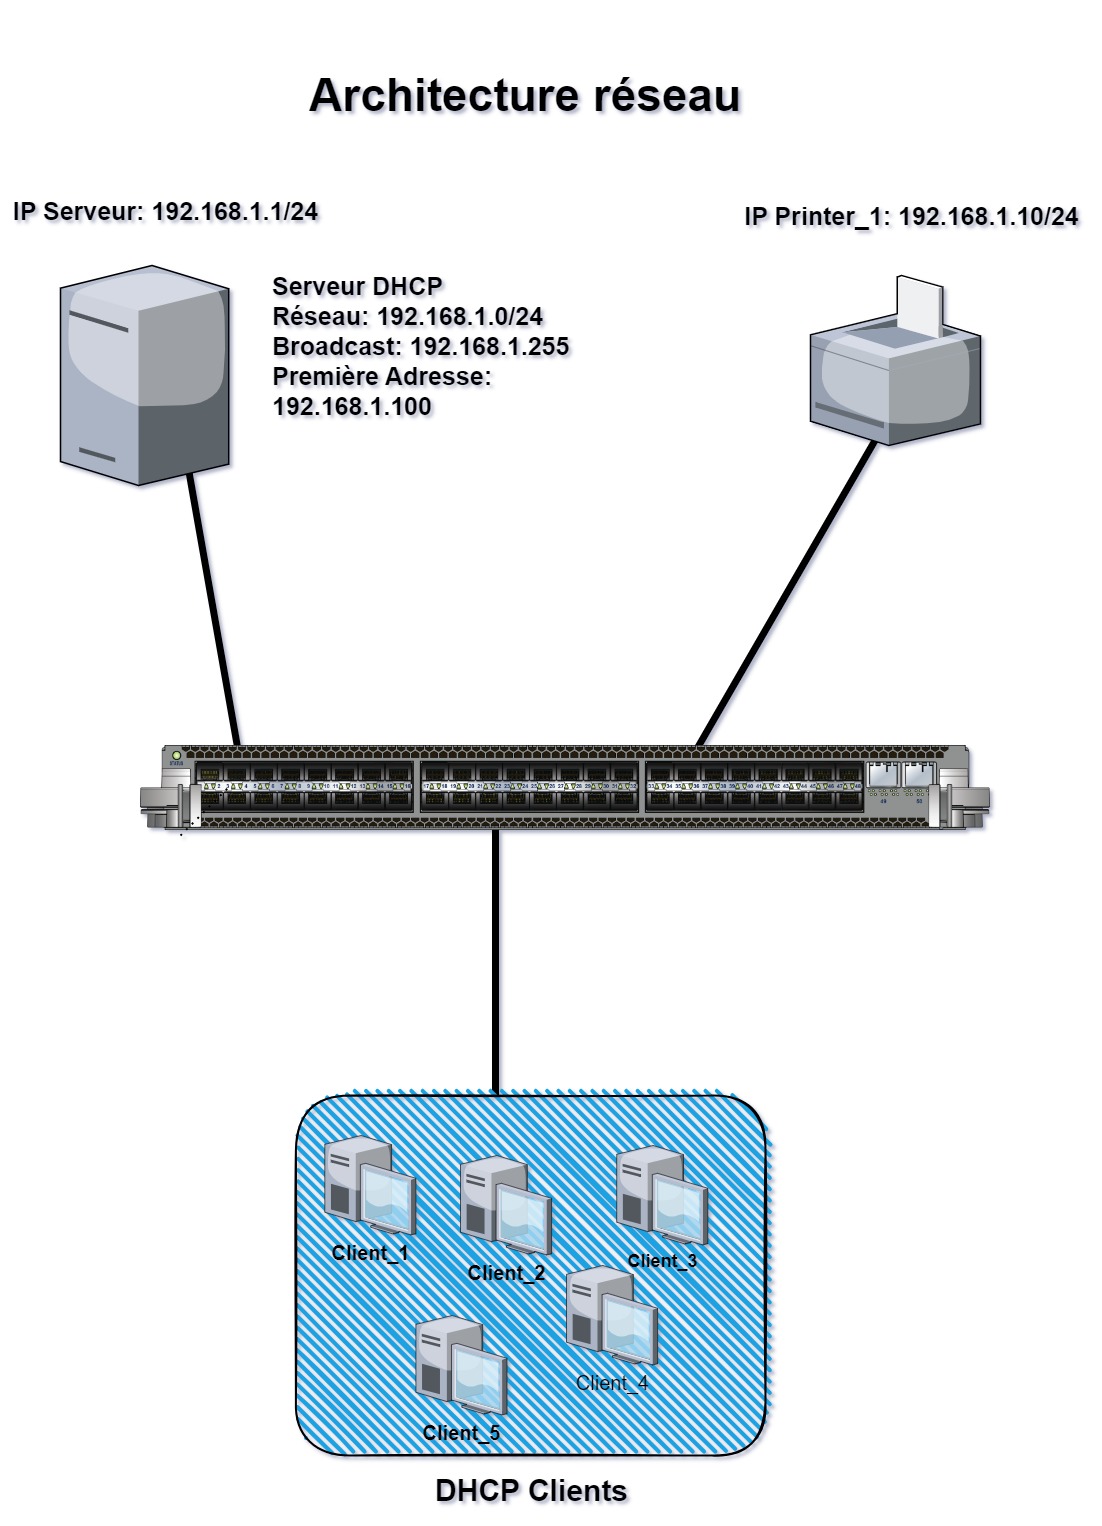 Architecture réseau
IP Serveur: 192.168.1.1/24
IP Printer_1: 192.168.1.10/24
Serveur DHCP
Réseau: 192.168.1.0/24
Broadcast: 192.168.1.255
Première Adresse:
192.168.1.100
Client_1
Client_2
Client_3
Client_4
Client_5
DHCP Clients